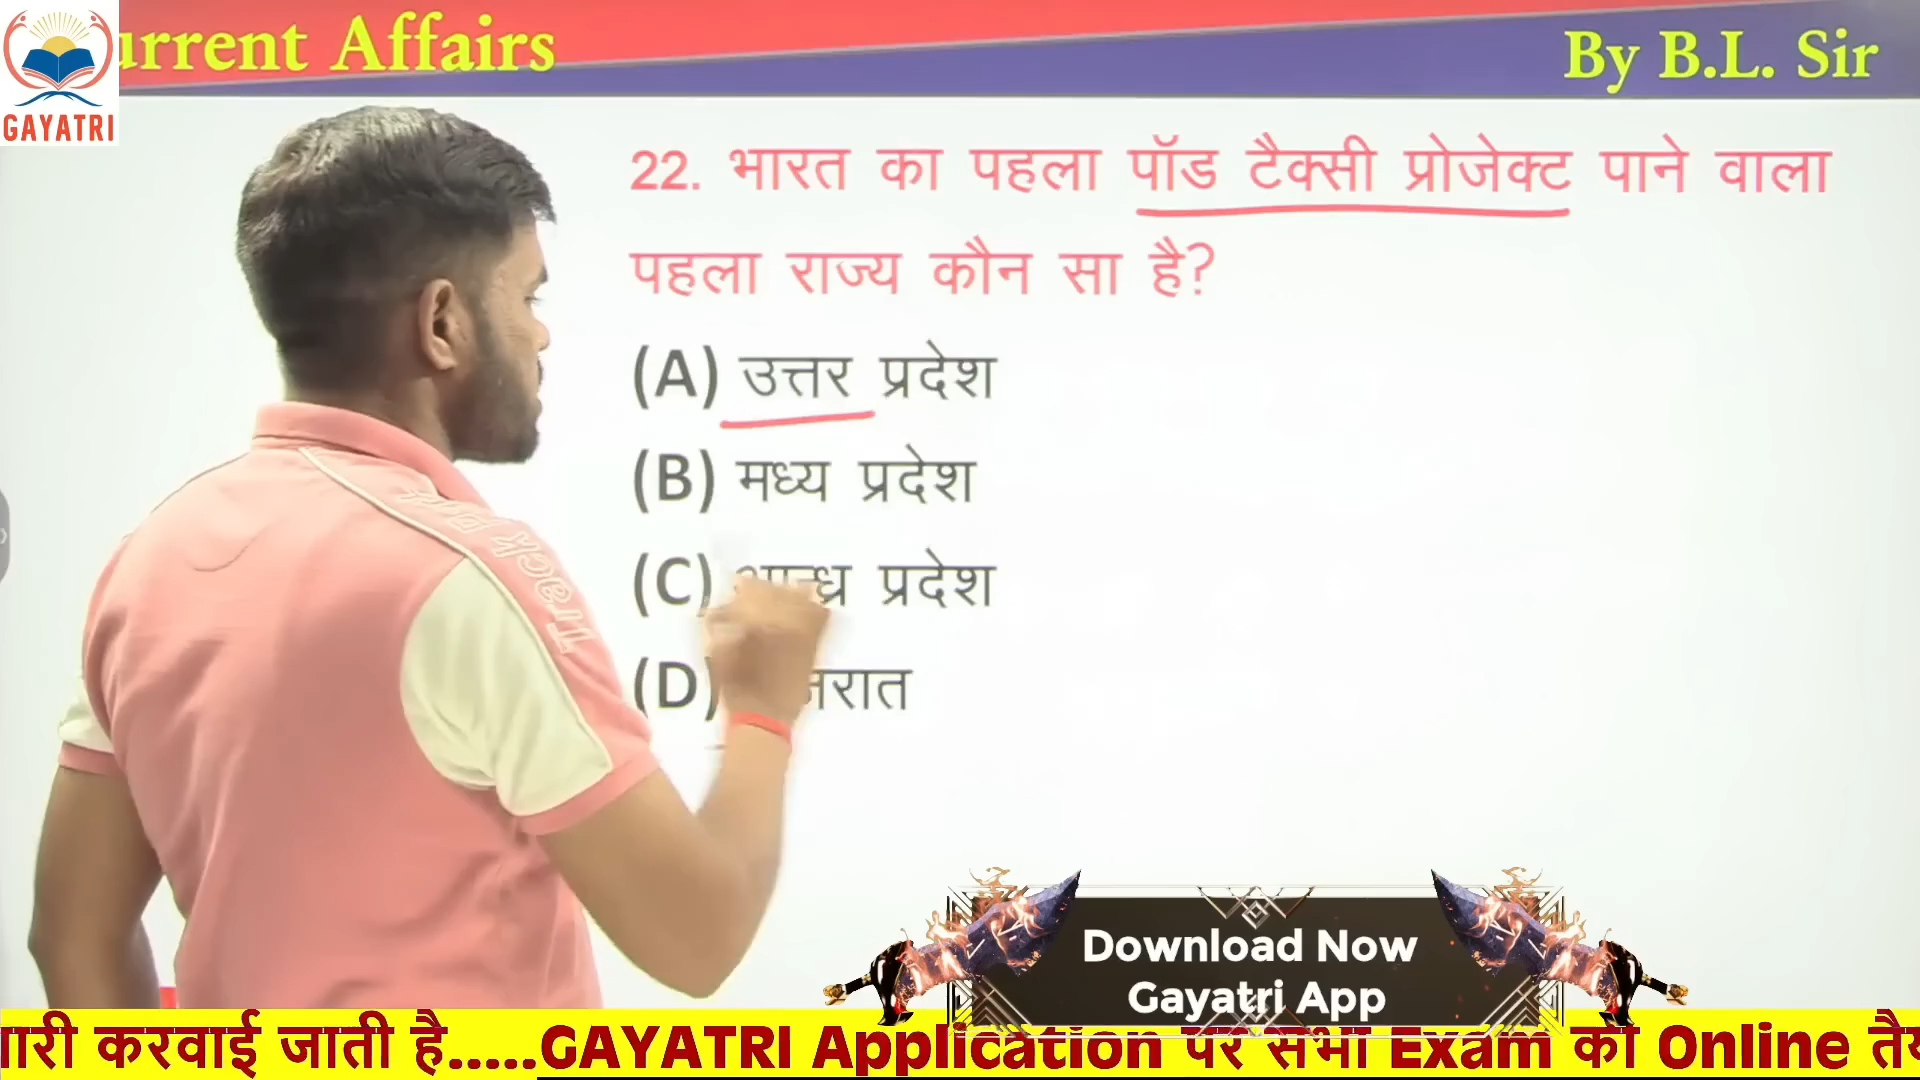 Affairs
By B.L. Sir
GAYATRI
22. भारत का पहला पॉड टैक्सी प्रोजेक्ट पाने वाला
पहला राज्य कौन सा है?
(A) उत्तर प्रदेश
(B) मध्य प्रदेश
(C) प्रदेश
(D)
Track
Download Now
Gayatri App
करवाई जाती है.....GAYATRI Application पर सभी Exam की Online